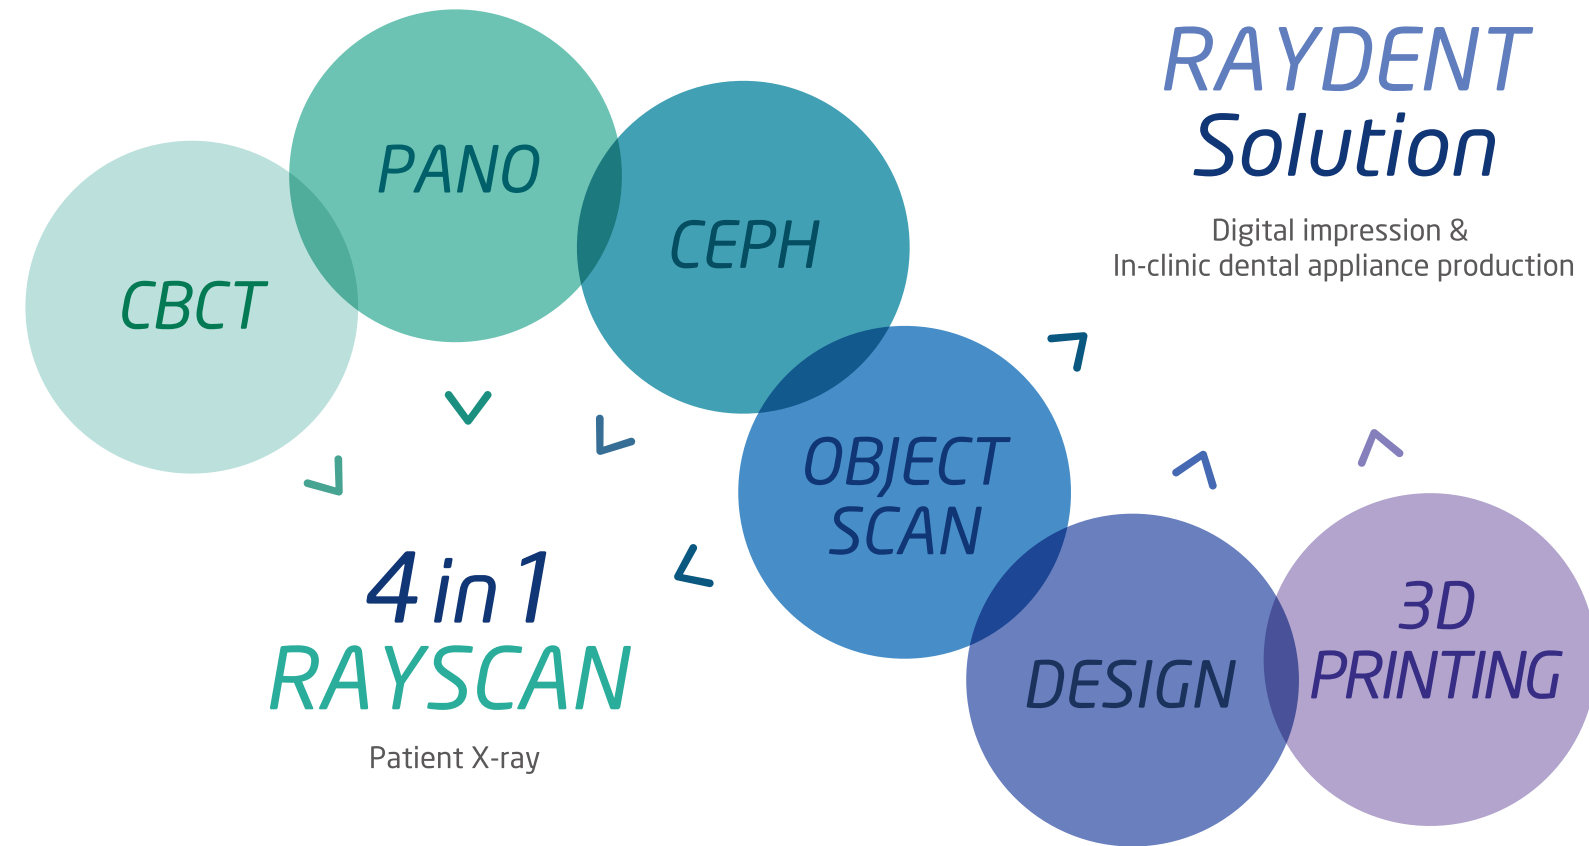 RAYDENT
Solution
Digital impression &
In-clinic dental appliance production
PANO
CEPH
CBCT
OBJECT
SCAN
4 in 1
RAYSCAN
Patient X-ray
DESIGN
3D
PRINTING